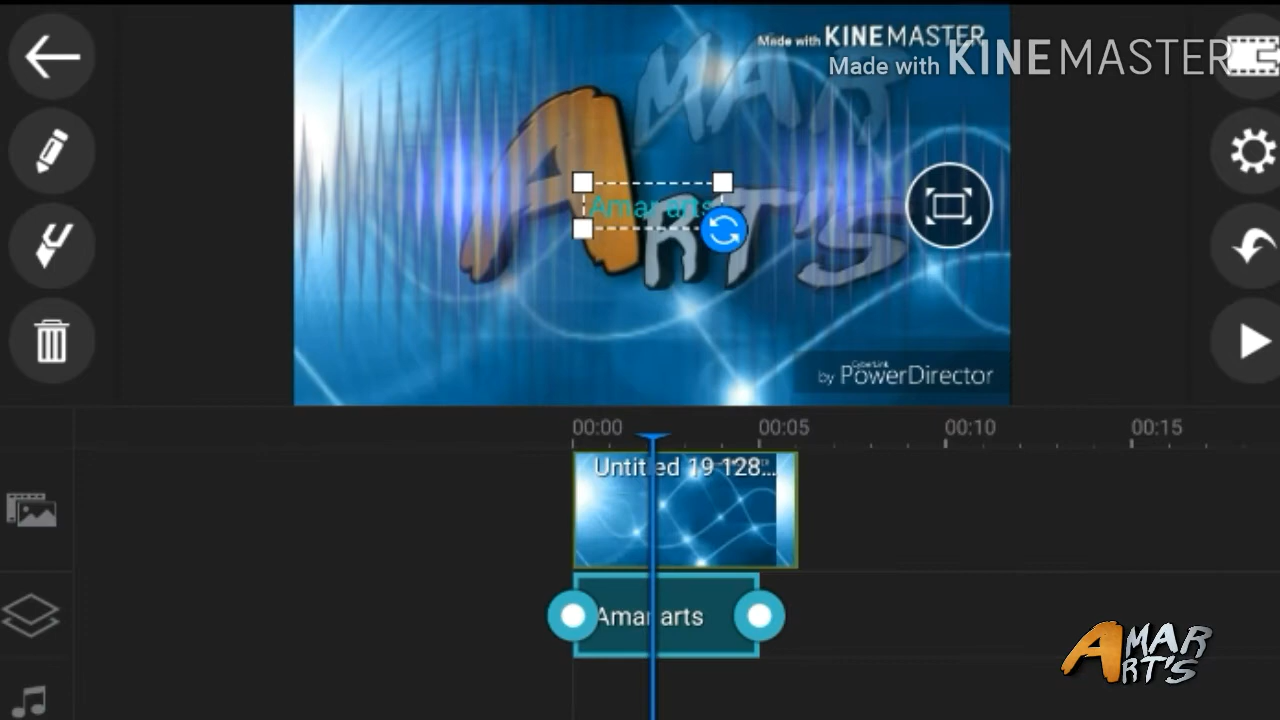 Made with KINEMASTER
Made with KINEMASTER
AMAR
ART'S
Amar arts
by CyberLink PowerDirector
00:00 00:05 00:10 00:15
Untitled 19 128...
Amar arts
AMAR
ART'S